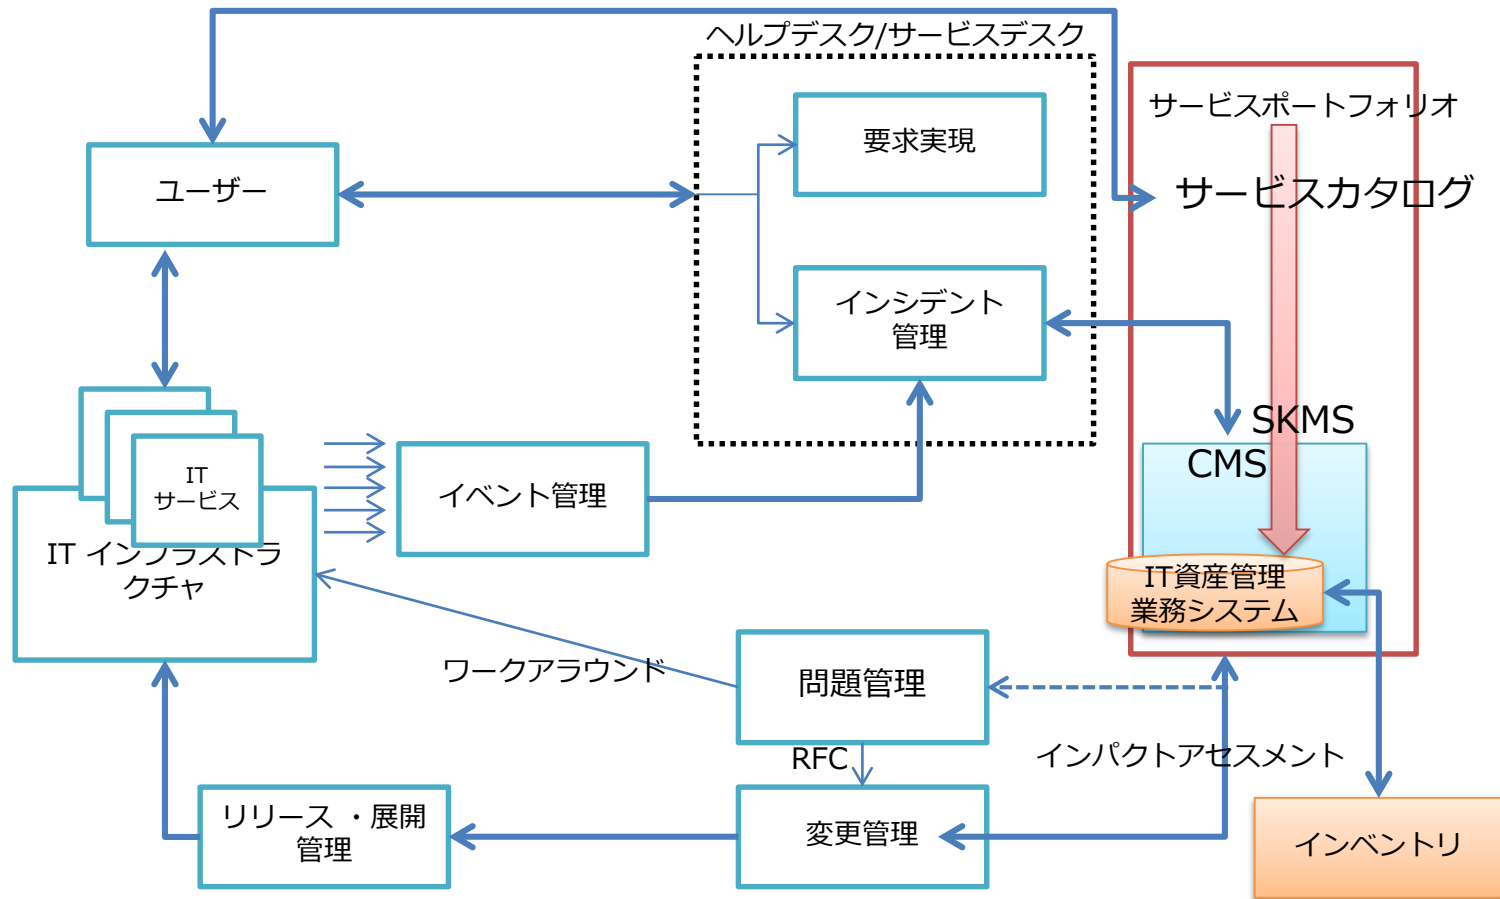 ヘルプデスク/サービスデスク
サービスポートフォリオ
要求実現
ユーザー
サービスカタログ
インシデント
管理
SKMS
CMS
IT
サービス
イベント管理
IT インフラストラ
クチャ
IT資産管理
業務システム
ワークアラウンド
問題管理
RFC
インパクトアセスメント
リリース ・展開
管理
変更管理
インベントリ